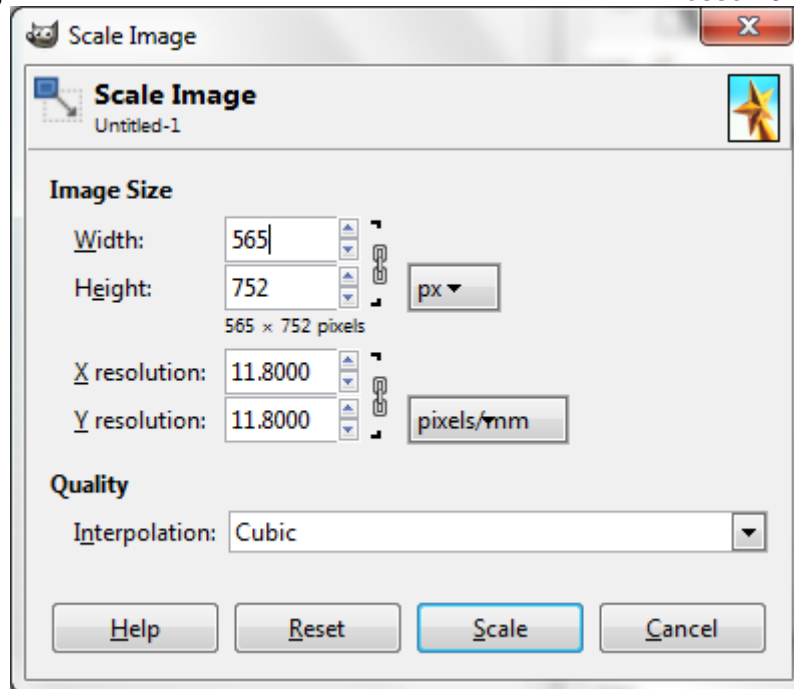 Scale Image
Scale Image
Untitled-1
Image Size
Width: 565
Height: 752 px
565 × 752 pixels
X resolution: 11.8000
Y resolution: 11.8000 pixels/mm
Quality
Interpolation: Cubic
Help Reset Scale Cancel